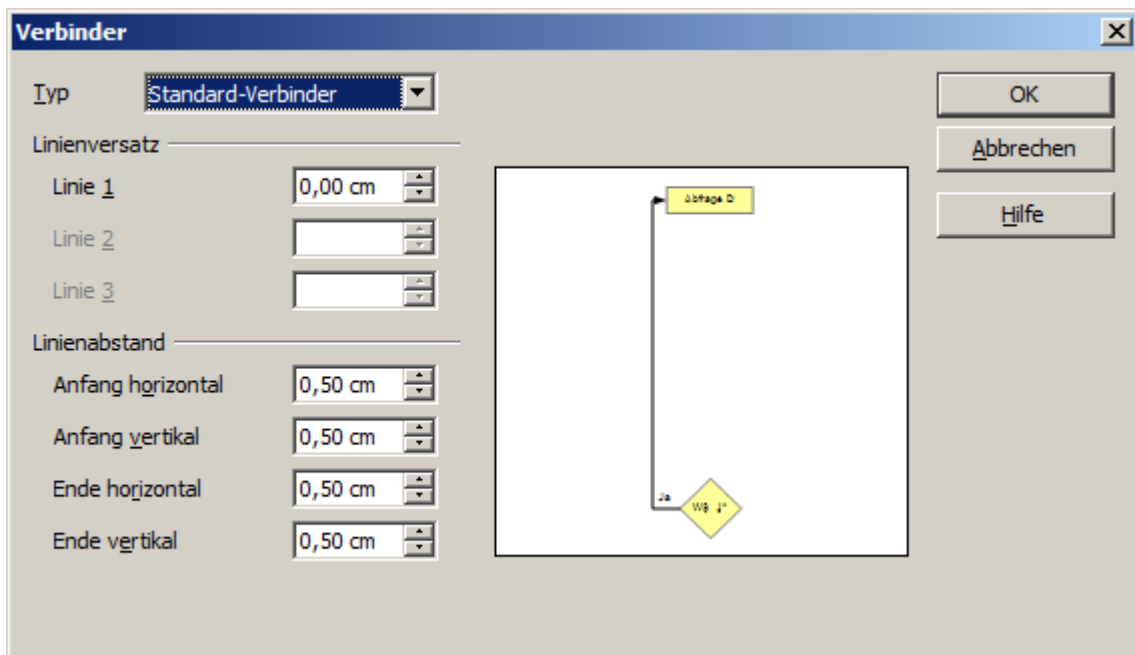 Verbinder
Typ Standard-Verbinder
OK
Linienversatz
Abbrechen
Linie 1 0,00 cm
Hilfe
Linie 2
Linie 3
Linienabstand
Anfang horizontal 0,50 cm
Anfang vertikal 0,50 cm
Ende horizontal 0,50 cm
Ende vertikal 0,50 cm
Abfrage D
Ja